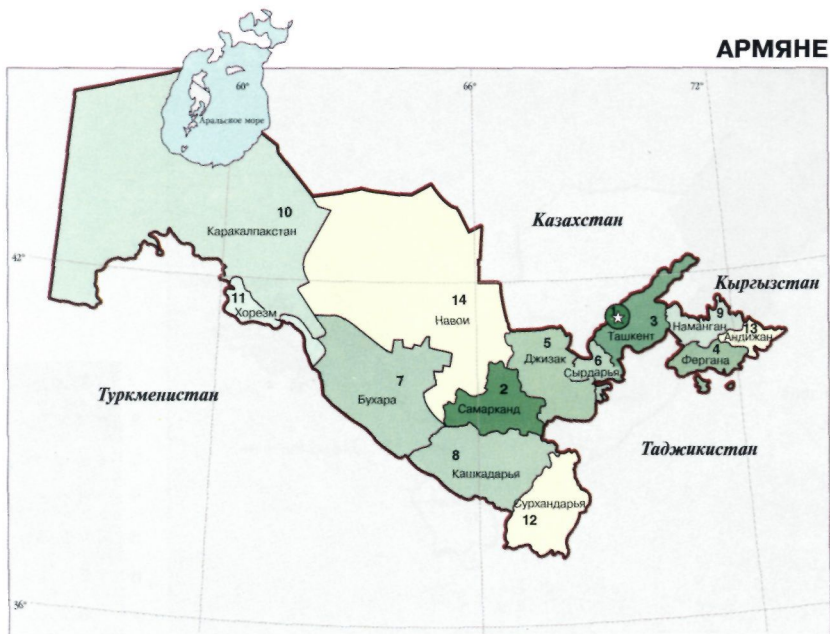 АРМЯНЕ
60°
66°
72°
Аральское море
10
Каракалпакстан
Казахстан
42°
Кыргызстан
11
Хорезм
14
Навои
1
3
Ташкент
9
Наманган
13
Андижан
4
Фергана
5
Джизак
6
Сырдарья
7
Бухара
2
Самарканд
Туркменистан
Таджикистан
8
Кашкадарья
Сурхандарья
12
36°